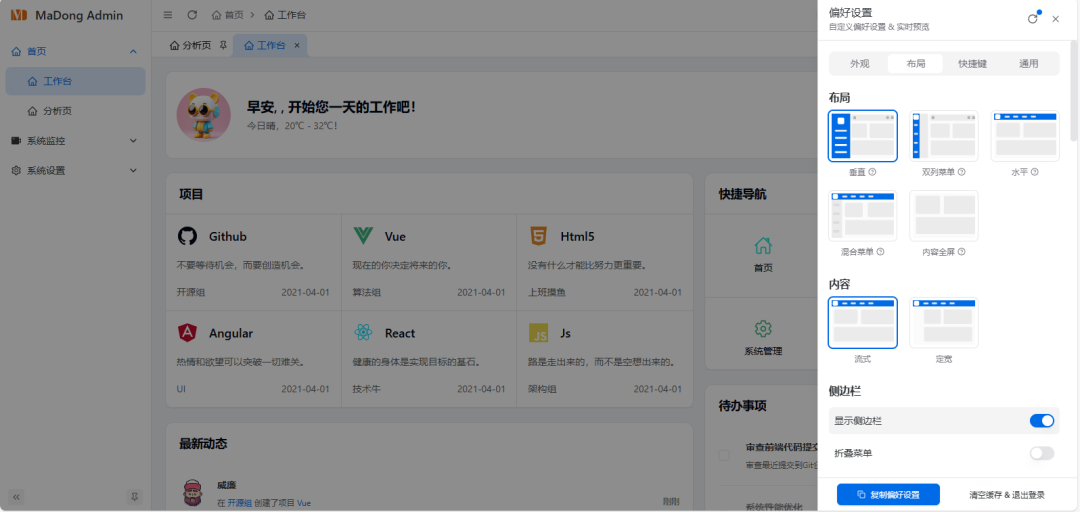 MaDong Admin
首页
工作台
分析页
系统监控
系统设置
首页 > 工作台
分析页 工作台 ×
早安, , 开始您一天的工作吧！
今日晴，20℃ - 32℃！
项目
Github
不要等待机会，而要创造机会。
开源组 2021-04-01
Vue
现在的你决定将来的你。
算法组 2021-04-01
Html5
没有什么才能比努力更重要。
上班摸鱼 2021-04-01
Angular
热情和欲望可以突破一切难关。
UI 2021-04-01
React
健康的身体是实现目标的基石。
技术牛 2021-04-01
JS
Js
路是走出来的，而不是空想出来的。
架构组 2021-04-01
最新动态
威廉
在 开源组 创建了项目 Vue
刚刚
快捷导航
首页
系统管理
待办事项
审查前端代码提交
审查最近提交到Git
系统性能优化
偏好设置
自定义偏好设置 & 实时预览
外观 布局 快捷键 通用
布局
垂直 双列菜单 水平
混合菜单 内容全屏
内容
流式 定宽
侧边栏
显示侧边栏
折叠菜单
复制偏好设置 清空缓存 & 退出登录